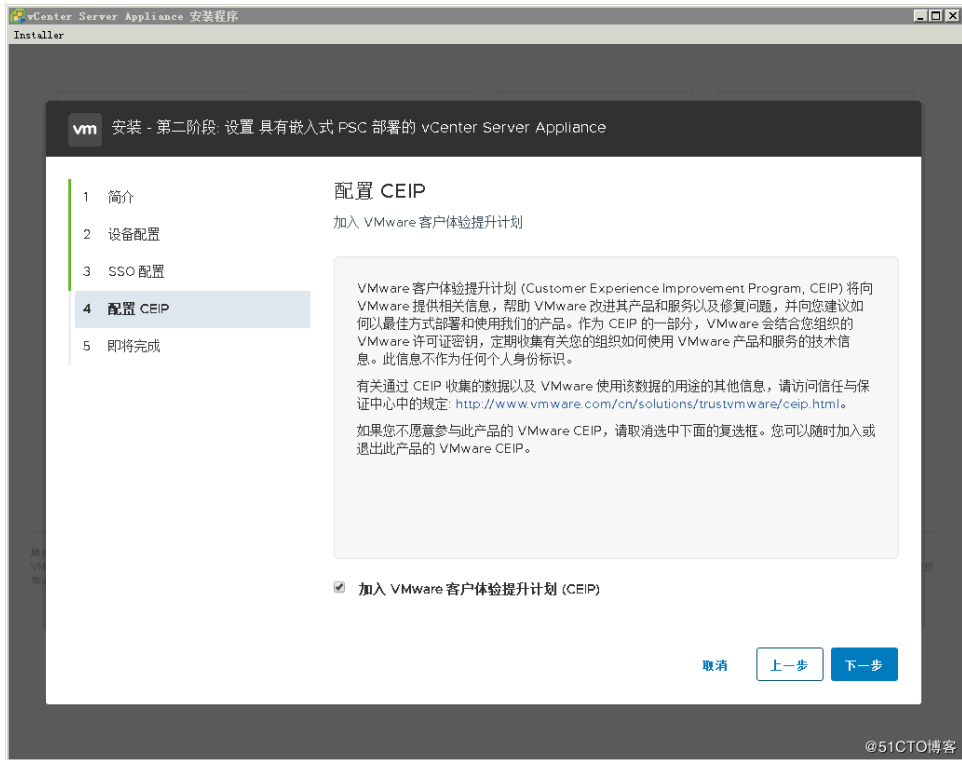 vCenter Server Appliance 安装程序
Installer
vm 安装 - 第二阶段: 设置 具有嵌入式 PSC 部署的 vCenter Server Appliance
1 简介
2 设备配置
3 SSO 配置
4 配置 CEIP
5 即将完成
配置 CEIP
加入 VMware 客户体验提升计划
VMware 客户体验提升计划 (Customer Experience Improvement Program, CEIP) 将向
VMware 提供相关信息，帮助 VMware 改进其产品和服务以及修复问题，并向您建议如
何以最佳方式部署和使用我们的产品。作为 CEIP 的一部分，VMware 会结合您组织的
VMware 许可证密钥，定期收集有关您的组织如何使用 VMware 产品和服务的技术信
息。此信息不作为任何个人身份标识。
有关通过 CEIP 收集的数据以及 VMware 使用该数据的用途的其他信息，请访问信任与保
证中心中的规定: http://www.vmware.com/cn/solutions/trustvmware/ceip.html。
如果您不愿意参与此产品的 VMware CEIP，请取消选中下面的复选框。您可以随时加入或
退出此产品的 VMware CEIP。
加入 VMware 客户体验提升计划 (CEIP)
取消 上一步 下一步
@51CTO博客